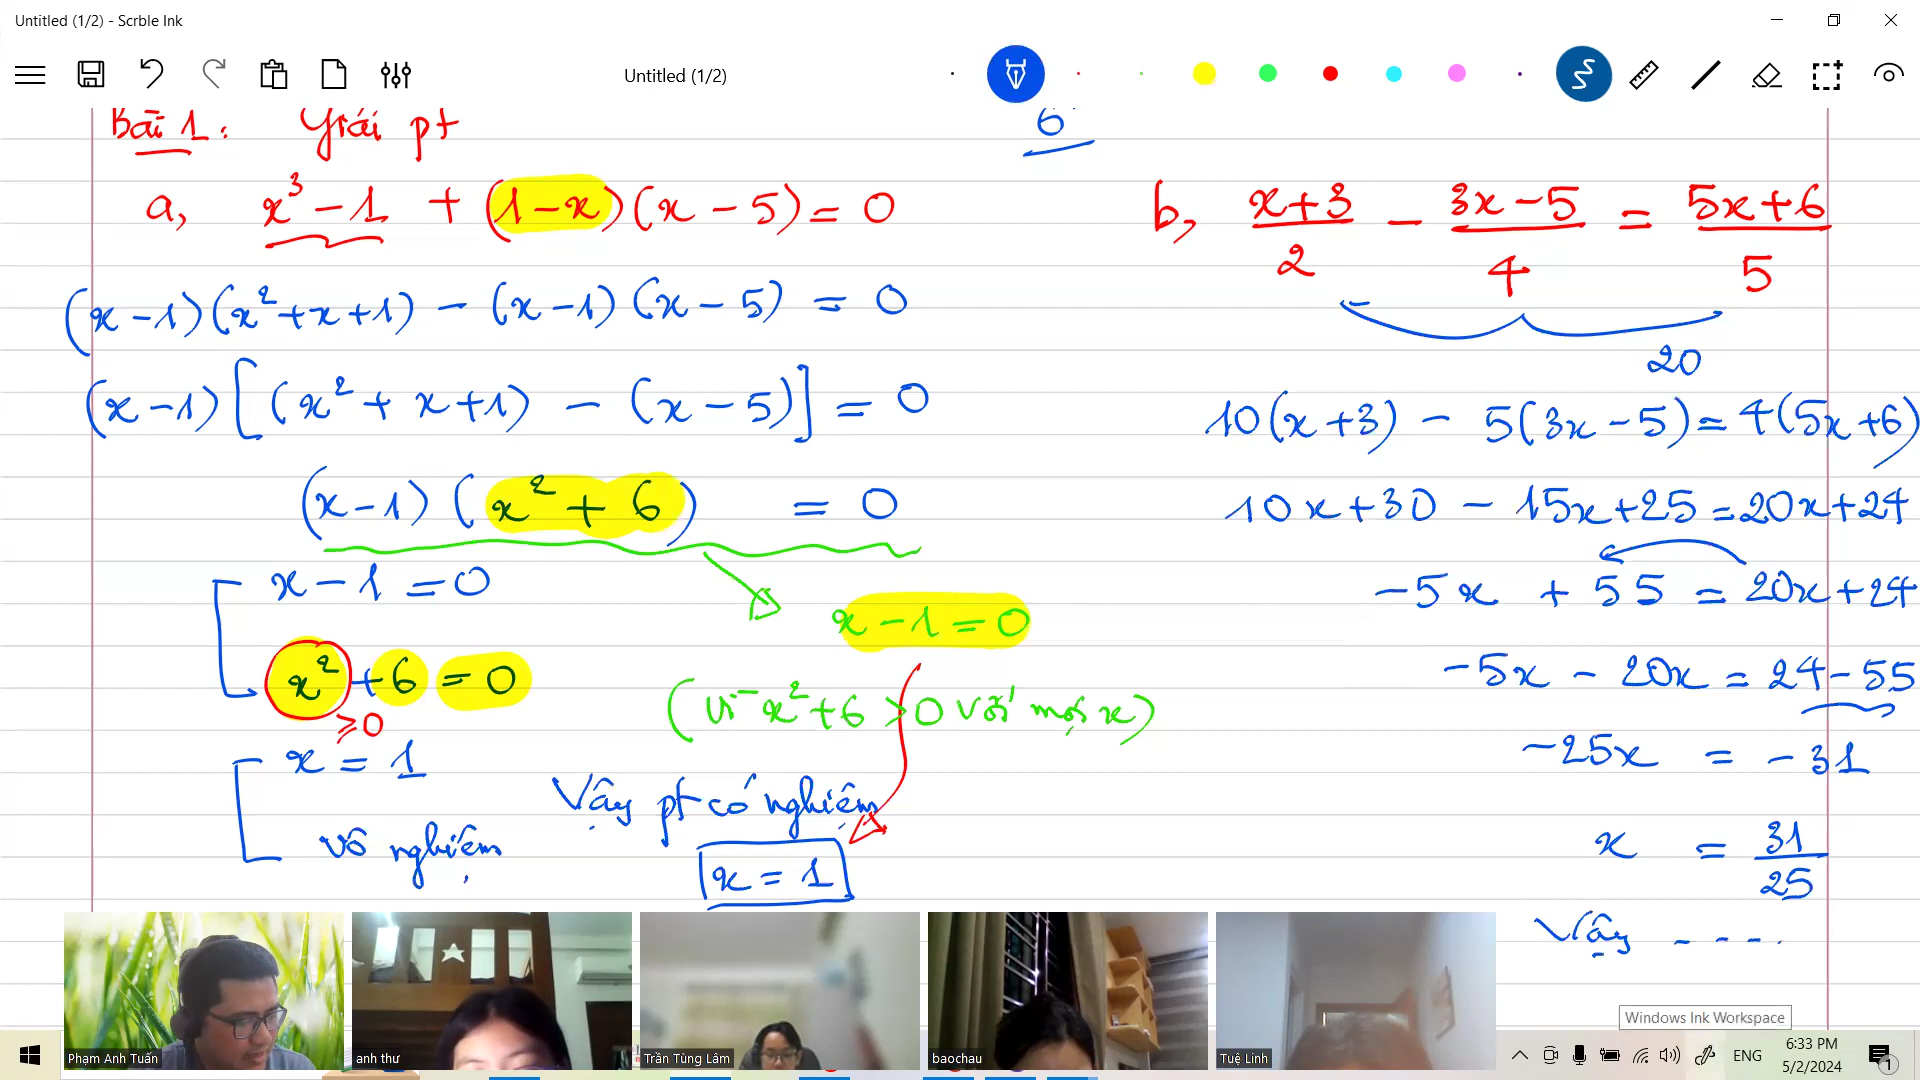 Untitled (1/2) - Scrble Ink
Untitled (1/2)
Bài 1: Giải pt
6
a, x³ - 1 + (1 - x)(x - 5) = 0
(x - 1)(x² + x + 1) - (x - 1)(x - 5) = 0
(x - 1)[(x² + x + 1) - (x - 5)] = 0
(x - 1)(x² + 6) = 0
x - 1 = 0
x² + 6 = 0
≥ 0
x = 1
vô nghiệm
x - 1 = 0
(vì x² + 6 > 0 với mọi x)
Vậy pt có nghiệm
x = 1
b, (x+3)/2 - (3x-5)/4 = (5x+6)/5
20
10(x + 3) - 5(3x - 5) = 4(5x + 6)
10x + 30 - 15x + 25 = 20x + 24
-5x + 55 = 20x + 24
-5x - 20x = 24 - 55
-25x = -31
x = 31/25
Vậy - - - .
Phạm Anh Tuấn
anh thư
Trần Tùng Lâm
baochau
Tuệ Linh
Windows Ink Workspace
ENG
6:33 PM
5/2/2024
1